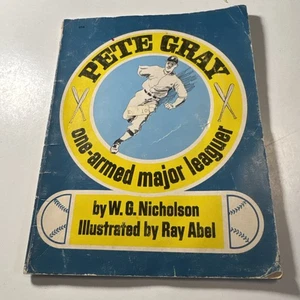 PETE GRAY
one-armed major leaguer
by W. G. Nicholson
Illustrated by Ray Abel